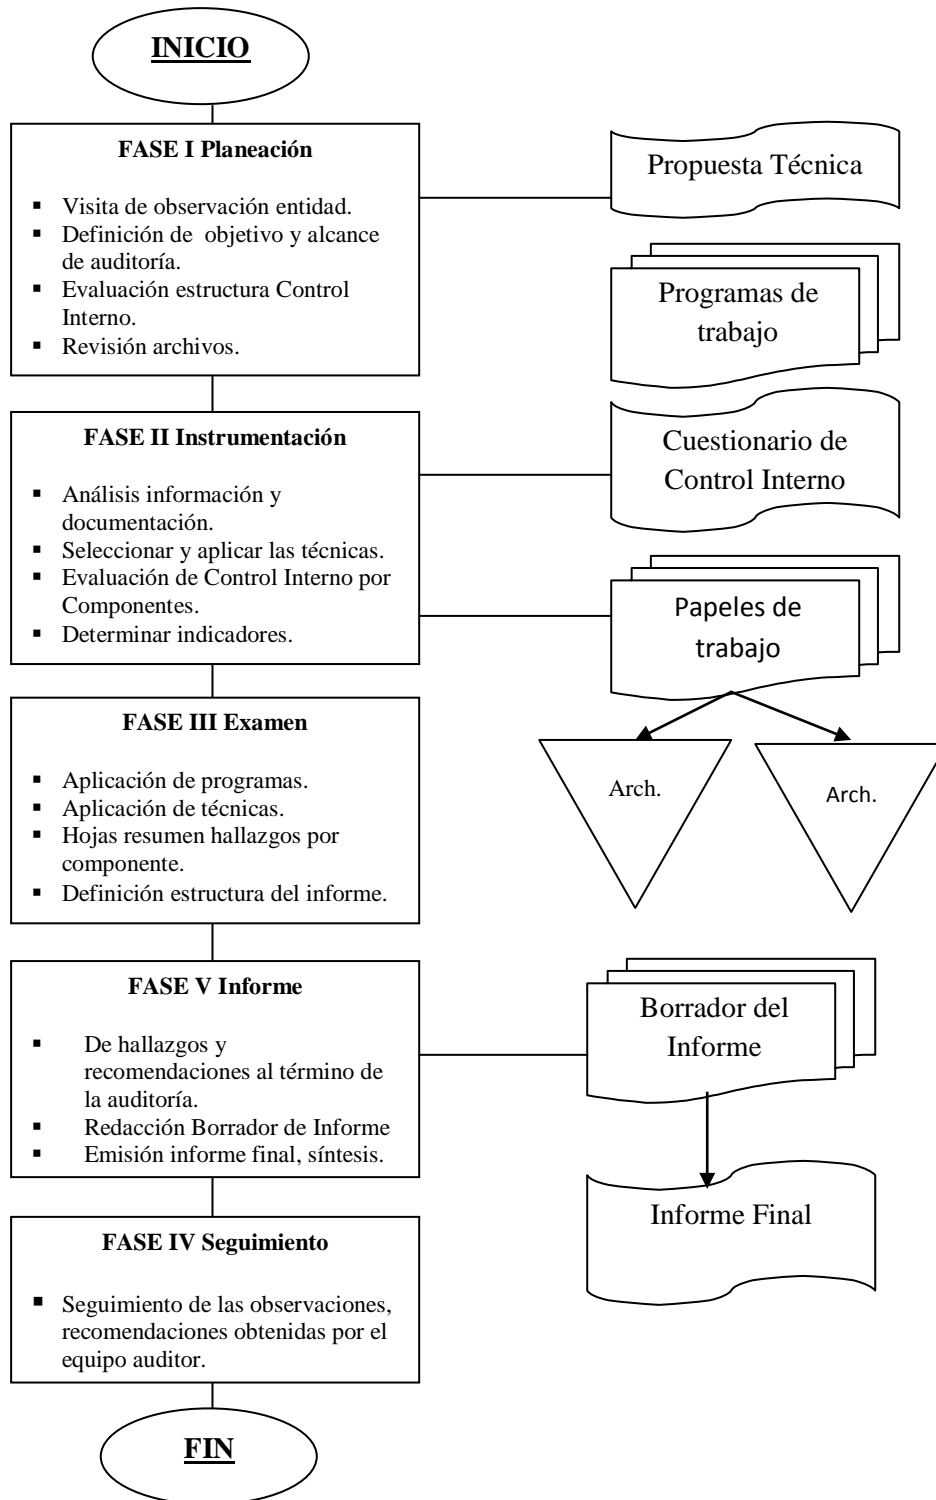 INICIO
FASE I Planeación
▪ Visita de observación entidad.
▪ Definición de objetivo y alcance
de auditoría.
▪ Evaluación estructura Control
Interno.
▪ Revisión archivos.
Propuesta Técnica
Programas de
trabajo
FASE II Instrumentación
▪ Análisis información y
documentación.
▪ Seleccionar y aplicar las técnicas.
▪ Evaluación de Control Interno por
Componentes.
▪ Determinar indicadores.
Cuestionario de
Control Interno
Papeles de
trabajo
Arch.
Arch.
FASE III Examen
▪ Aplicación de programas.
▪ Aplicación de técnicas.
▪ Hojas resumen hallazgos por
componente.
▪ Definición estructura del informe.
FASE V Informe
▪ De hallazgos y
recomendaciones al término de
la auditoría.
▪ Redacción Borrador de Informe
▪ Emisión informe final, síntesis.
Borrador del
Informe
Informe Final
FASE IV Seguimiento
▪ Seguimiento de las observaciones,
recomendaciones obtenidas por el
equipo auditor.
FIN